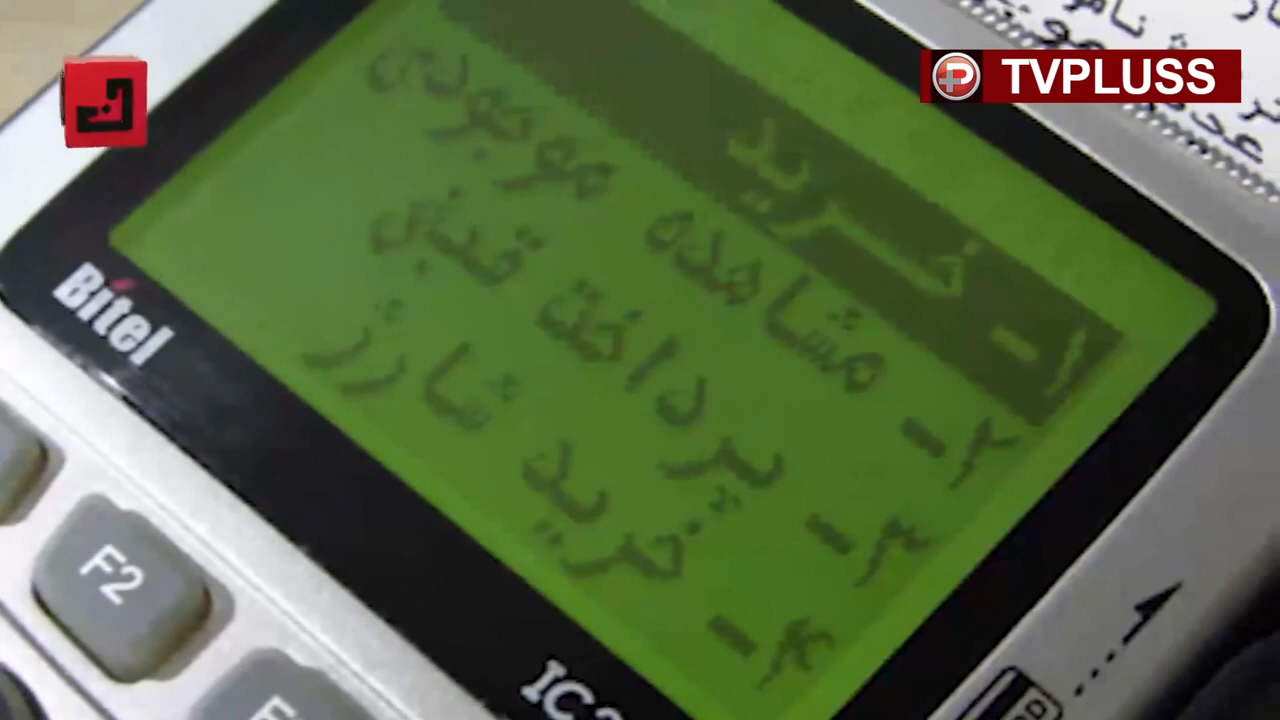 TVPLUSS
۱- خرید
۲- مشاهده موجودی
۳- پرداخت قبض
۴- خرید شارژ
Bitel
F2